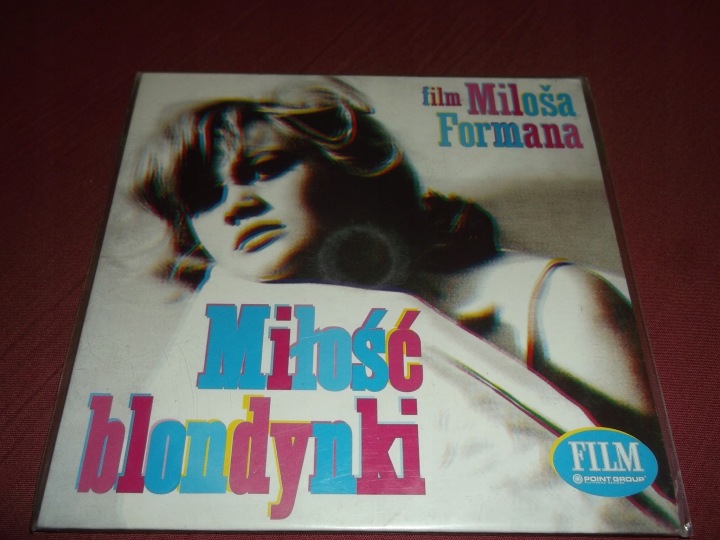 film Miloša
Formana
Miłość
blondynki
FILM
POINT GROUP